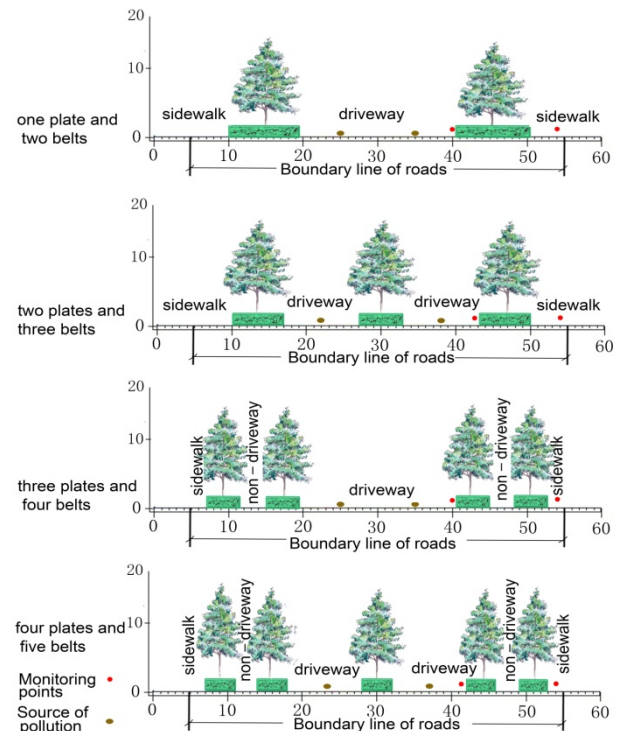 20
10
one plate and
two belts
sidewalk
driveway
sidewalk
0
0 10 20 30 40 50 60
Boundary line of roads
20
10
two plates and
three belts
sidewalk
driveway
driveway
sidewalk
0
0 10 20 30 40 50 60
Boundary line of roads
20
10
three plates and
four belts
sidewalk
non – driveway
driveway
non – driveway
sidewalk
0
0 10 20 30 40 50 60
Boundary line of roads
20
10
four plates and
five belts
sidewalk
non – driveway
driveway
driveway
non – driveway
sidewalk
0
0 10 20 30 40 50 60
Boundary line of roads
Monitoring
points
Source of
pollution